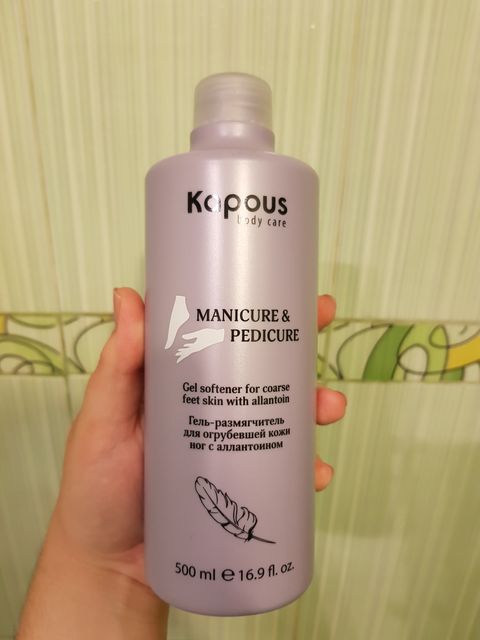 Kapous
body care
MANICURE &
PEDICURE
Gel softener for coarse
feet skin with allantoin
Гель-размягчитель
для огрубевшей кожи
ног с аллантоином
500 ml e 16.9 fl. oz.